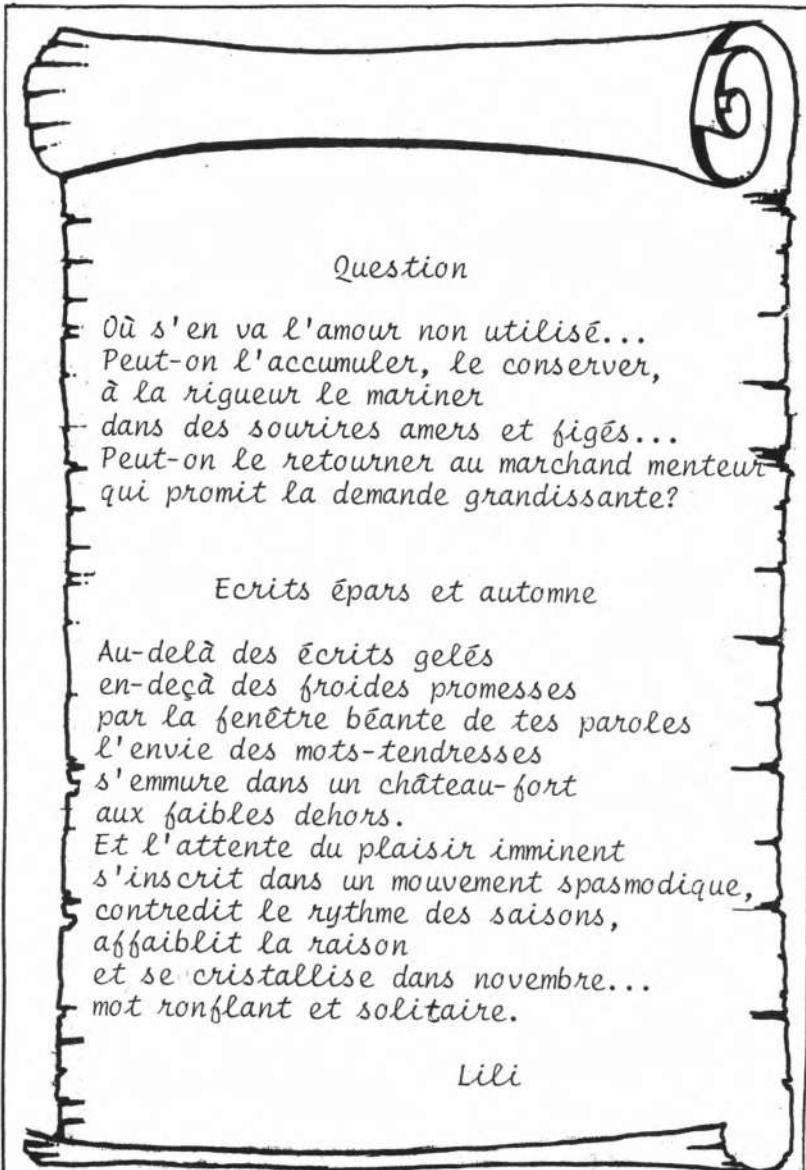 Question
Où s'en va l'amour non utilisé...
Peut-on l'accumuler, le conserver,
à la rigueur le mariner
dans des sourires amers et figés...
Peut-on le retourner au marchand menteur
qui promit la demande grandissante?
Ecrits épars et automne
Au-delà des écrits gelés
en-deçà des froides promesses
par la fenêtre béante de tes paroles
l'envie des mots-tendresses
s'emmure dans un château-fort
aux faibles dehors.
Et l'attente du plaisir imminent
s'inscrit dans un mouvement spasmodique,
contredit le rythme des saisons,
affaiblit la raison
et se cristallise dans novembre...
mot ronflant et solitaire.
Lili